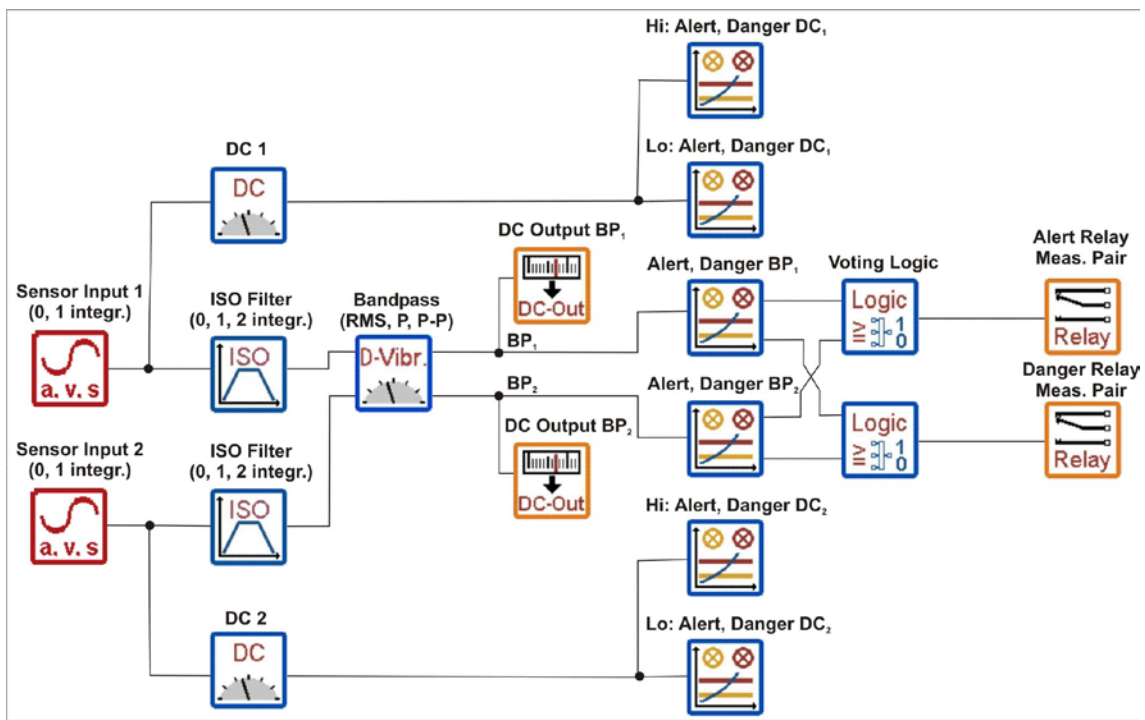 Hi: Alert, Danger DC₁
Lo: Alert, Danger DC₁
DC 1
DC
DC Output BP₁
DC-Out
Alert, Danger BP₁
Voting Logic
Logic
≥ 1
0
Alert Relay
Meas. Pair
Relay
Sensor Input 1
(0, 1 integr.)
a, v, s
ISO Filter
(0, 1, 2 integr.)
ISO
Bandpass
(RMS, P, P-P)
D-Vibr.
BP₁
BP₂
Alert, Danger BP₂
Logic
≥ 1
0
Danger Relay
Meas. Pair
Relay
DC Output BP₂
DC-Out
Sensor Input 2
(0, 1 integr.)
a, v, s
ISO Filter
(0, 1, 2 integr.)
ISO
Hi: Alert, Danger DC₂
DC 2
DC
Lo: Alert, Danger DC₂